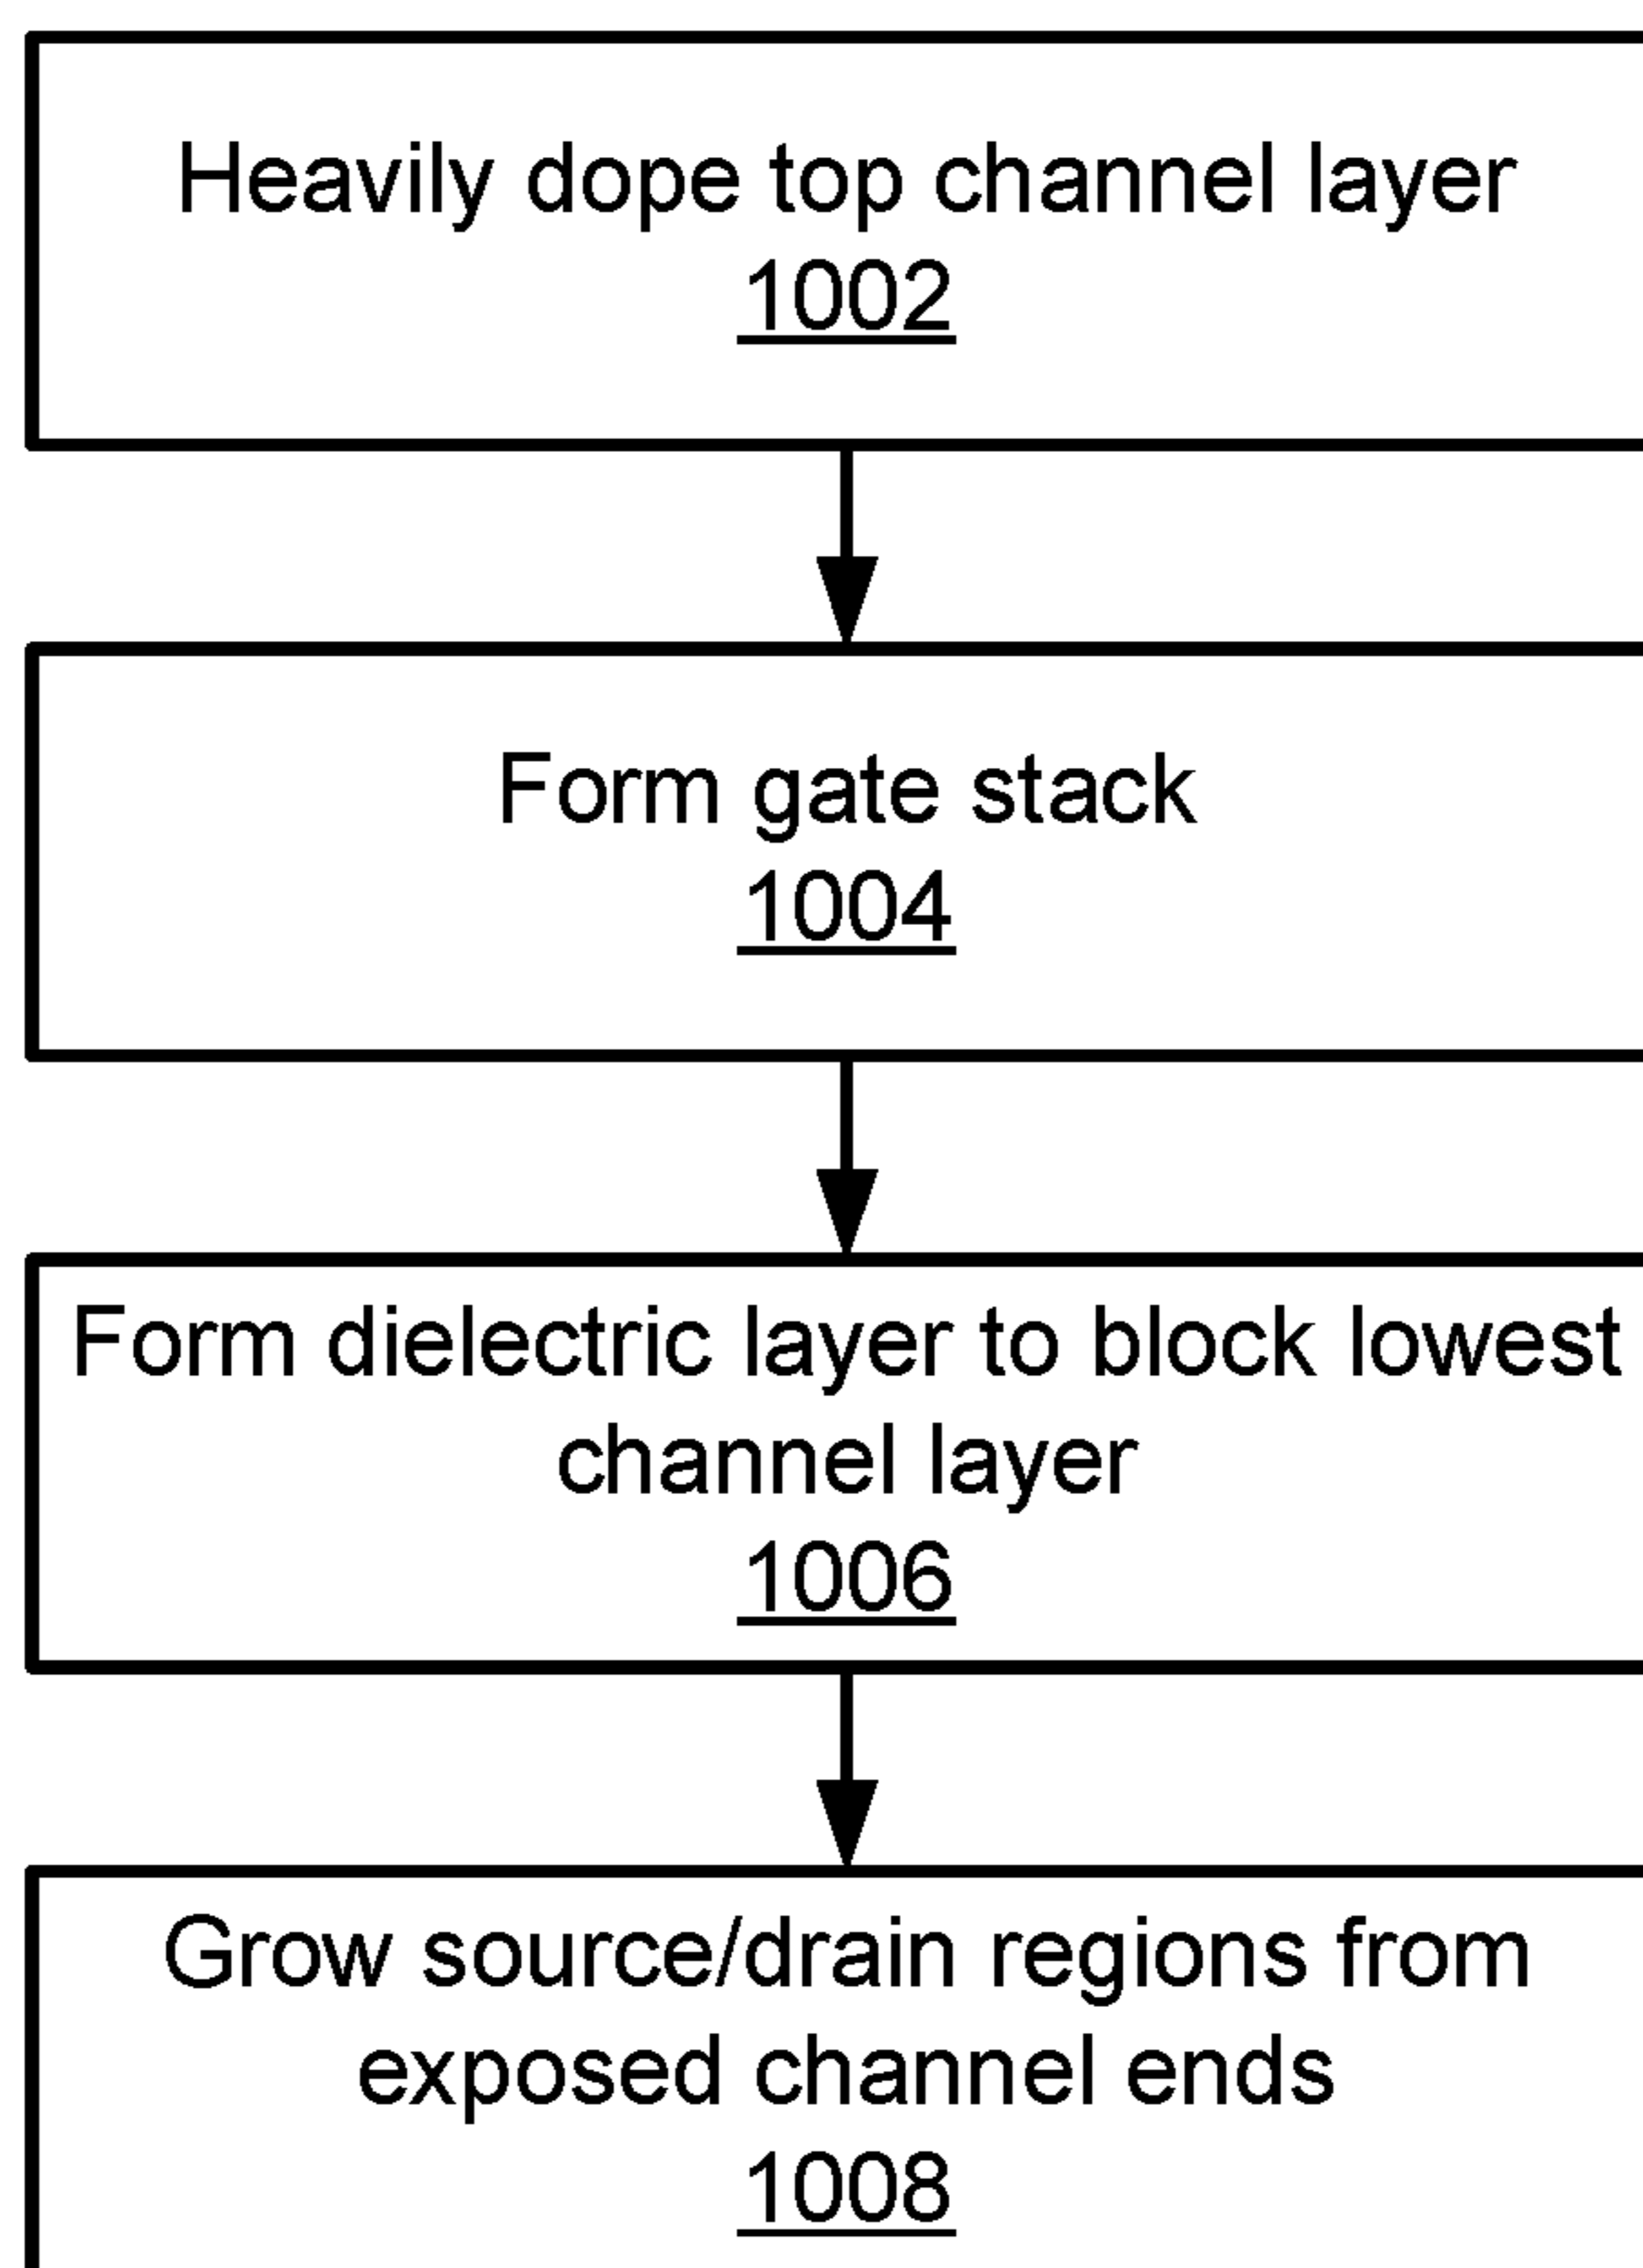 Heavily dope top channel layer
1002
Form gate stack
1004
Form dielectric layer to block lowest
channel layer
1006
Grow source/drain regions from
exposed channel ends
1008